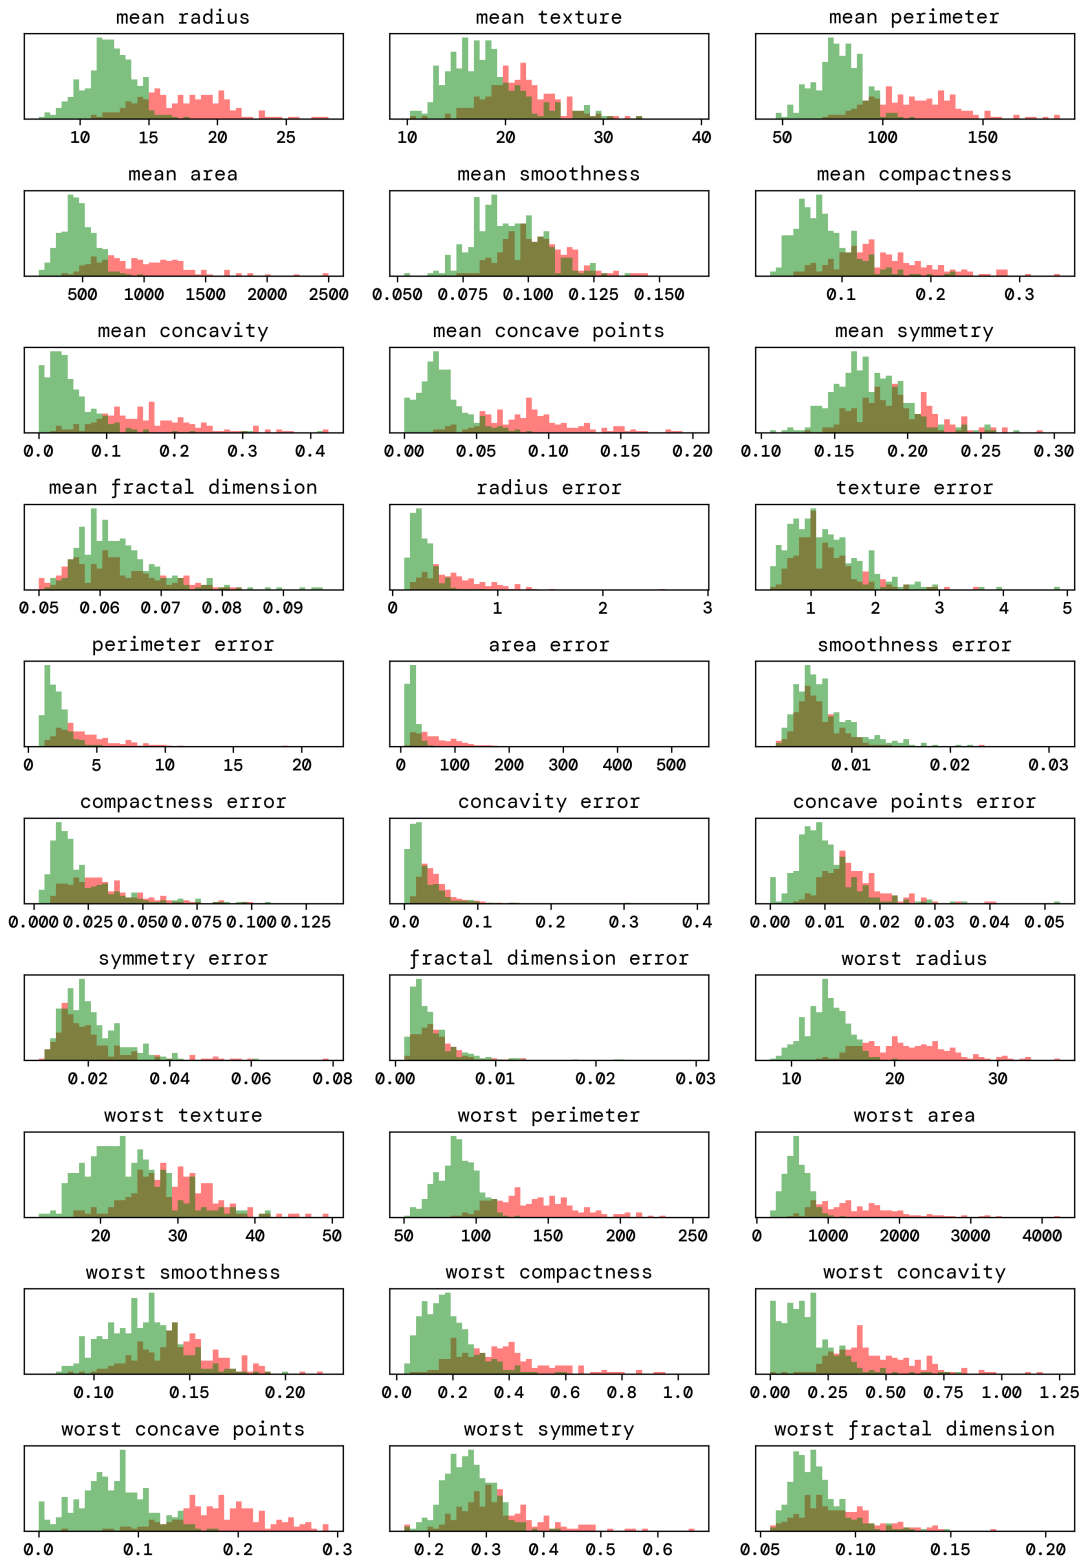 mean radius mean texture mean perimeter
10 15 20 25 10 20 30 40 50 100 150
mean area mean smoothness mean compactness
500 1000 1500 2000 2500 0.050 0.075 0.100 0.125 0.150 0.1 0.2 0.3
mean concavity mean concave points mean symmetry
0.0 0.1 0.2 0.3 0.4 0.00 0.05 0.10 0.15 0.20 0.10 0.15 0.20 0.25 0.30
mean fractal dimension radius error texture error
0.05 0.06 0.07 0.08 0.09 0 1 2 3 1 2 3 4 5
perimeter error area error smoothness error
0 5 10 15 20 0 100 200 300 400 500 0.01 0.02 0.03
compactness error concavity error concave points error
0.000 0.025 0.050 0.075 0.100 0.125 0.0 0.1 0.2 0.3 0.4 0.00 0.01 0.02 0.03 0.04 0.05
symmetry error fractal dimension error worst radius
0.02 0.04 0.06 0.08 0.00 0.01 0.02 0.03 10 20 30
worst texture worst perimeter worst area
20 30 40 50 50 100 150 200 250 0 1000 2000 3000 4000
worst smoothness worst compactness worst concavity
0.10 0.15 0.20 0.0 0.2 0.4 0.6 0.8 1.0 0.00 0.25 0.50 0.75 1.00 1.25
worst concave points worst symmetry worst fractal dimension
0.0 0.1 0.2 0.3 0.2 0.3 0.4 0.5 0.6 0.05 0.10 0.15 0.20